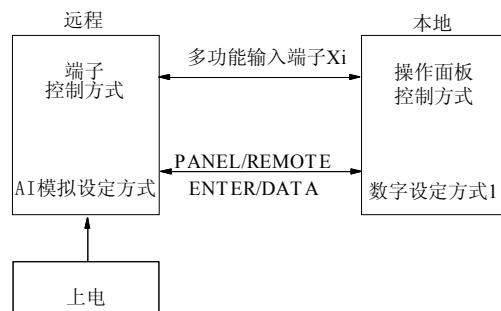 远程
本地
端子
控制方式
多功能输入端子Xi
操作面板
控制方式
PANEL/REMOTE
AI模拟设定方式
ENTER/DATA
数字设定方式1
上电